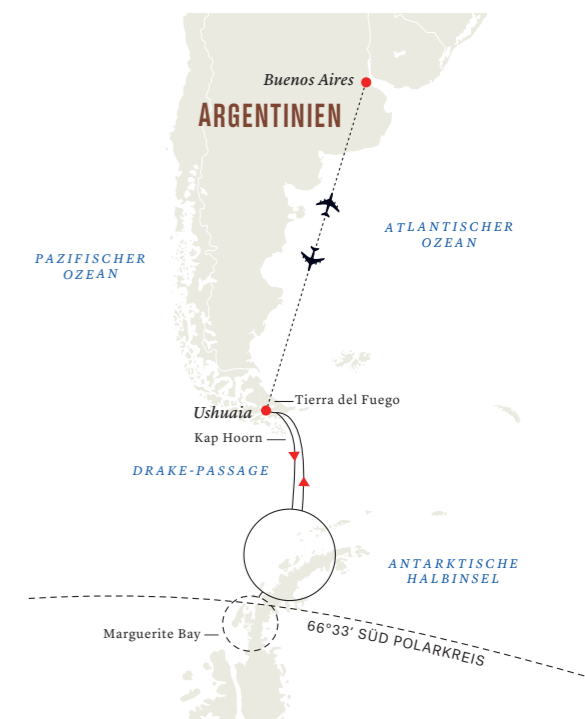 Buenos Aires
ARGENTINIEN
ATLANTISCHER
OZEAN
PAZIFISCHER
OZEAN
Tierra del Fuego
Ushuaia
Kap Hoorn
DRAKE-PASSAGE
ANTARKTISCHE
HALBINSEL
66°33' SÜD POLARKREIS
Marguerite Bay